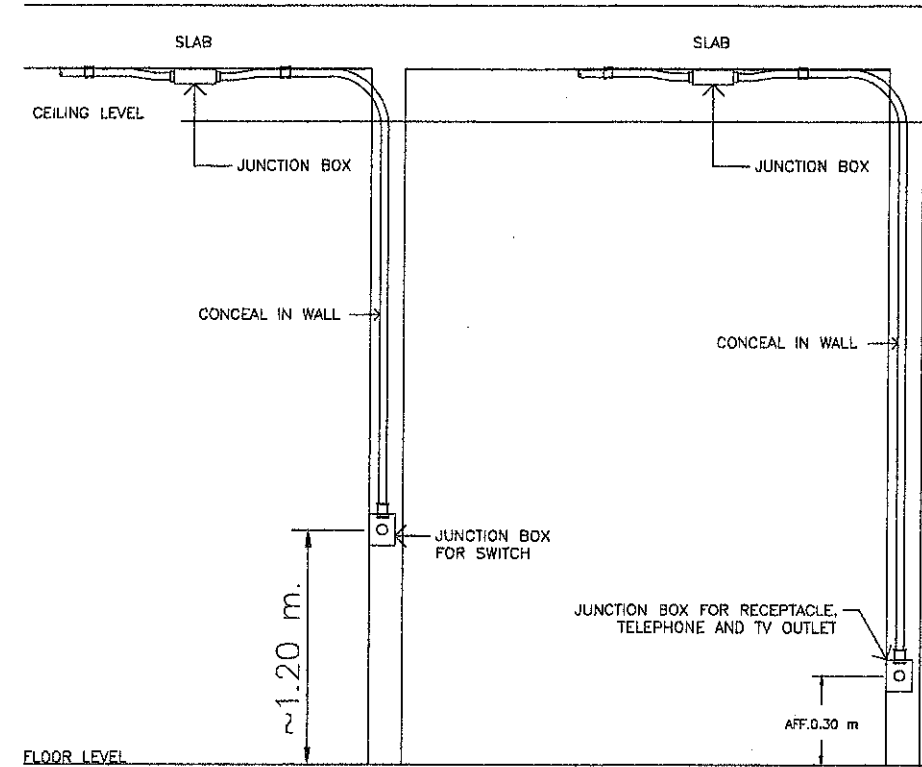 SLAB
SLAB
CEILING LEVEL
JUNCTION BOX
JUNCTION BOX
CONCEAL IN WALL
CONCEAL IN WALL
JUNCTION BOX
FOR SWITCH
~1.20 m.
JUNCTION BOX FOR RECEPTACLE,
TELEPHONE AND TV OUTLET
AFF.0.30 m
FLOOR LEVEL